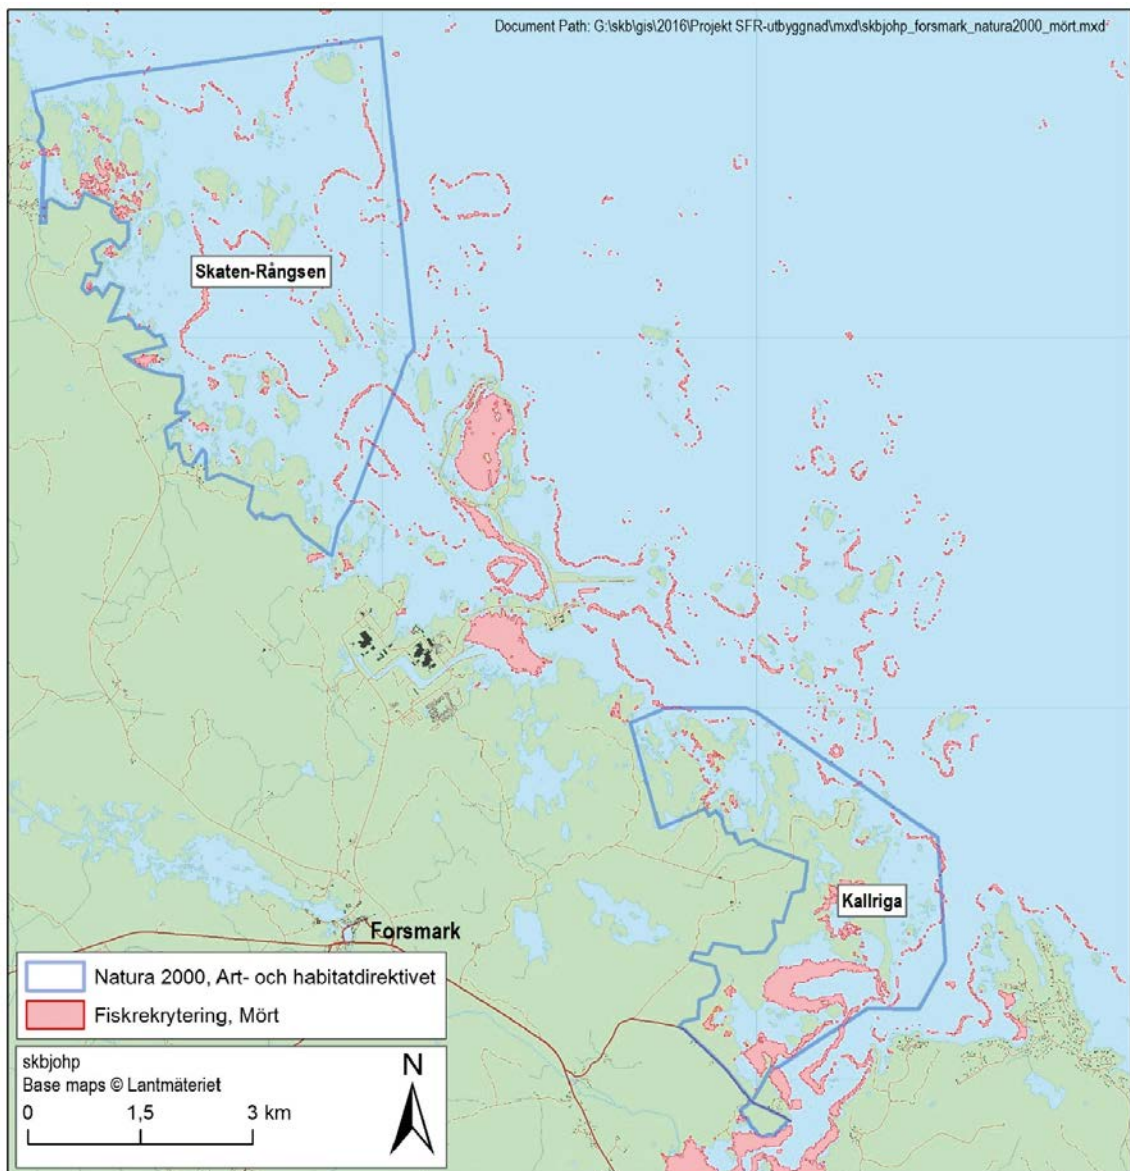 Document Path: G:\skb\gis\2016\Projekt SFR-utbyggnad\mxd\skbjohp_forsmark_natura2000_mört.mxd
Skaten-Rångsen
Kallriga
Forsmark
Natura 2000, Art- och habitatdirektivet
Fiskrekrytering, Mört
skbjohp
Base maps © Lantmäteriet
N
0 1,5 3 km